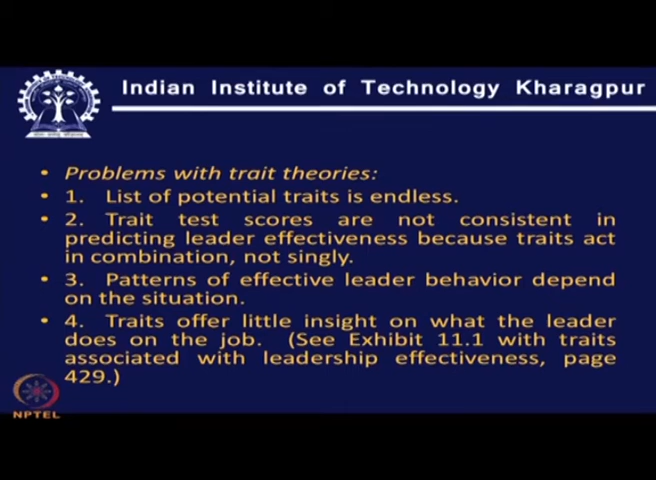 Indian Institute of Technology Kharagpur
• Problems with trait theories:
• 1. List of potential traits is endless.
• 2. Trait test scores are not consistent in
predicting leader effectiveness because traits act
in combination, not singly.
• 3. Patterns of effective leader behavior depend
on the situation.
• 4. Traits offer little insight on what the leader
does on the job. (See Exhibit 11.1 with traits
associated with leadership effectiveness, page
429.)
NPTEL